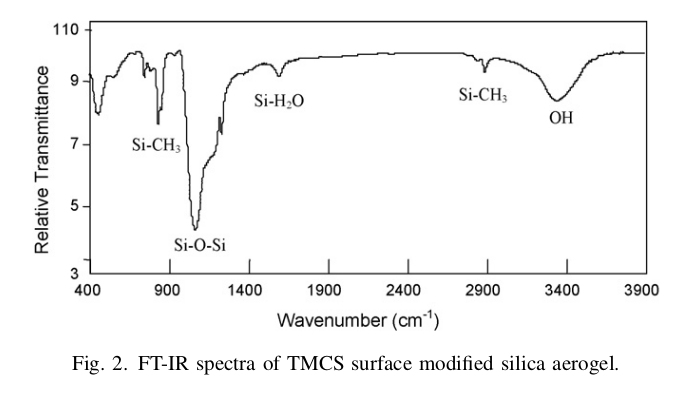 110
9
7
5
3
Relative Transmittance
Si-CH₃
Si-O-Si
Si-H₂O
Si-CH₃
OH
400 900 1400 1900 2400 2900 3400 3900
Wavenumber (cm⁻¹)
Fig. 2. FT-IR spectra of TMCS surface modified silica aerogel.